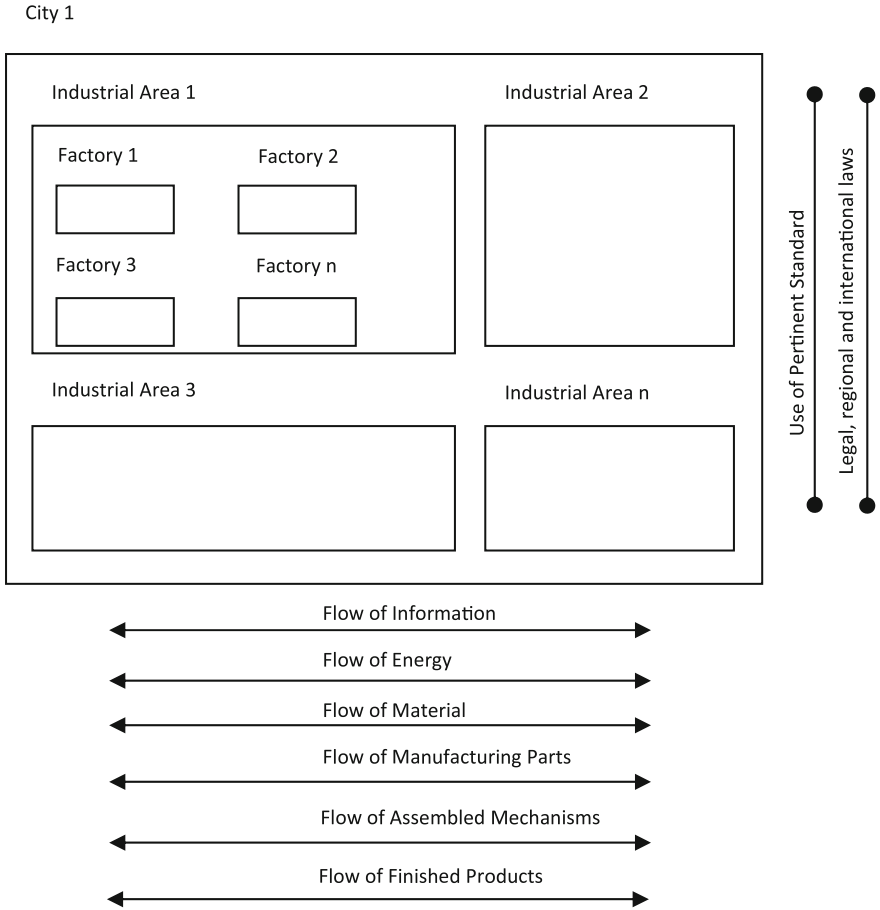 City 1
Industrial Area 1
Industrial Area 2
Factory 1
Factory 2
Factory 3
Factory n
Industrial Area 3
Industrial Area n
Use of Pertinent Standard
Legal, regional and international laws
Flow of Information
Flow of Energy
Flow of Material
Flow of Manufacturing Parts
Flow of Assembled Mechanisms
Flow of Finished Products